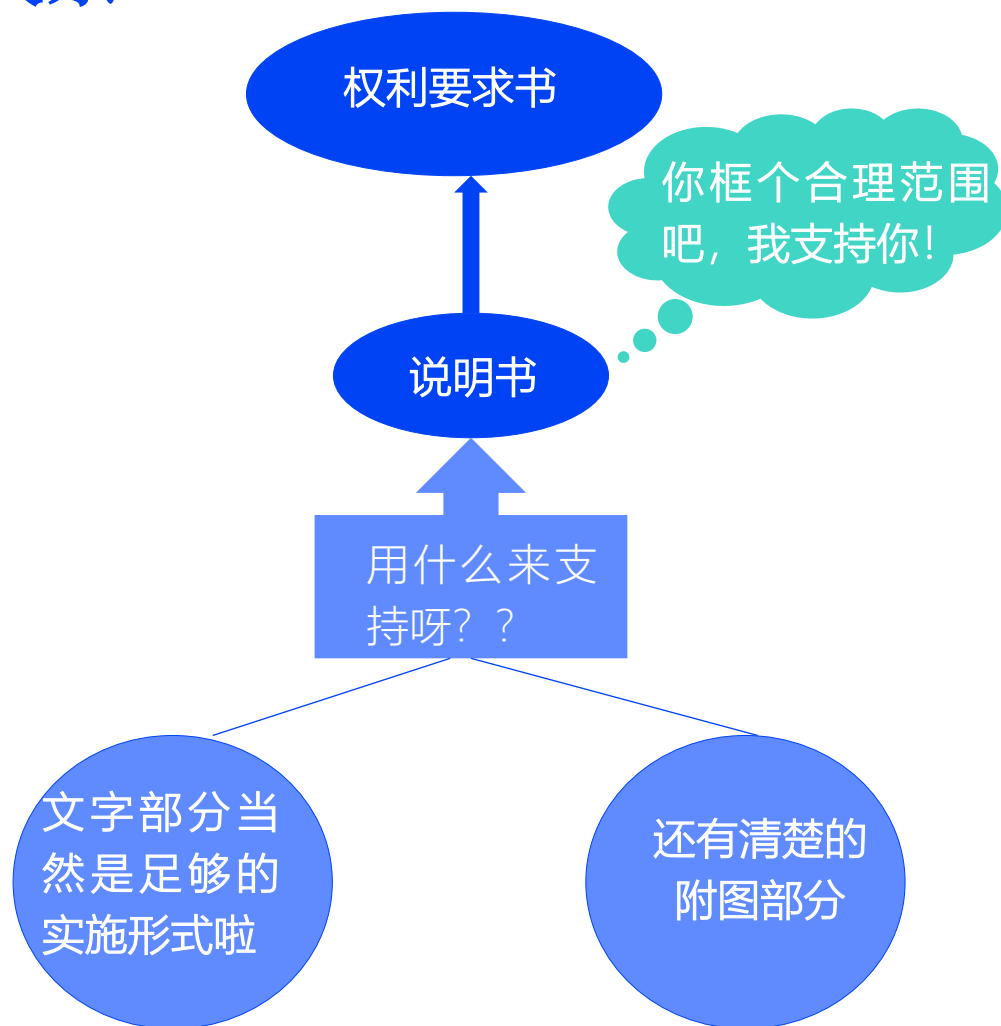 权利要求书
你框个合理范围
吧，我支持你！
说明书
用什么来支
持呀？？
文字部分当
然是足够的
实施形式啦
还有清楚的
附图部分